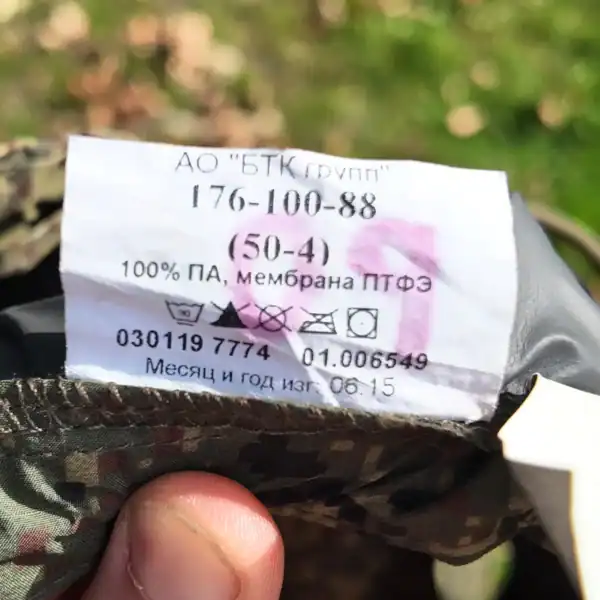 АО "БТК групп"
176-100-88
(50-4)
100% ПА, мембрана ПТФЭ
030119 7774 01.006549
Месяц и год изг. 06.15